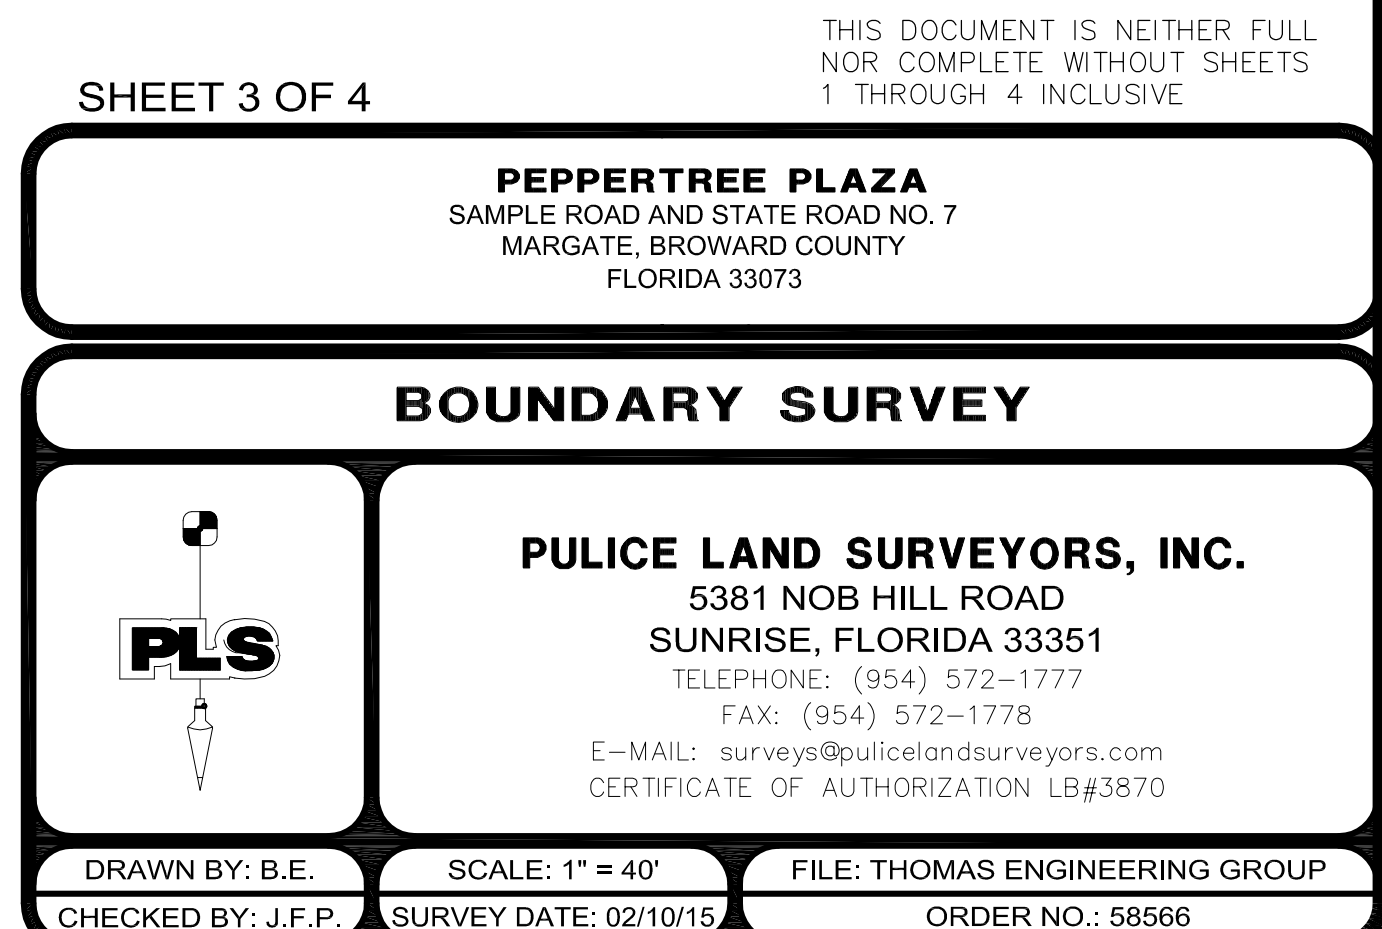 THIS DOCUMENT IS NEITHER FULL
NOR COMPLETE WITHOUT SHEETS
1 THROUGH 4 INCLUSIVE
SHEET 3 OF 4
PEPPERTREE PLAZA
SAMPLE ROAD AND STATE ROAD NO. 7
MARGATE, BROWARD COUNTY
FLORIDA 33073
BOUNDARY SURVEY
PLS
PULICE LAND SURVEYORS, INC.
5381 NOB HILL ROAD
SUNRISE, FLORIDA 33351
TELEPHONE: (954) 572-1777
FAX: (954) 572-1778
E-MAIL: surveys@pulicelandsurveyors.com
CERTIFICATE OF AUTHORIZATION LB#3870
DRAWN BY: B.E.
SCALE: 1" = 40'
FILE: THOMAS ENGINEERING GROUP
CHECKED BY: J.F.P.
SURVEY DATE: 02/10/15
ORDER NO.: 58566